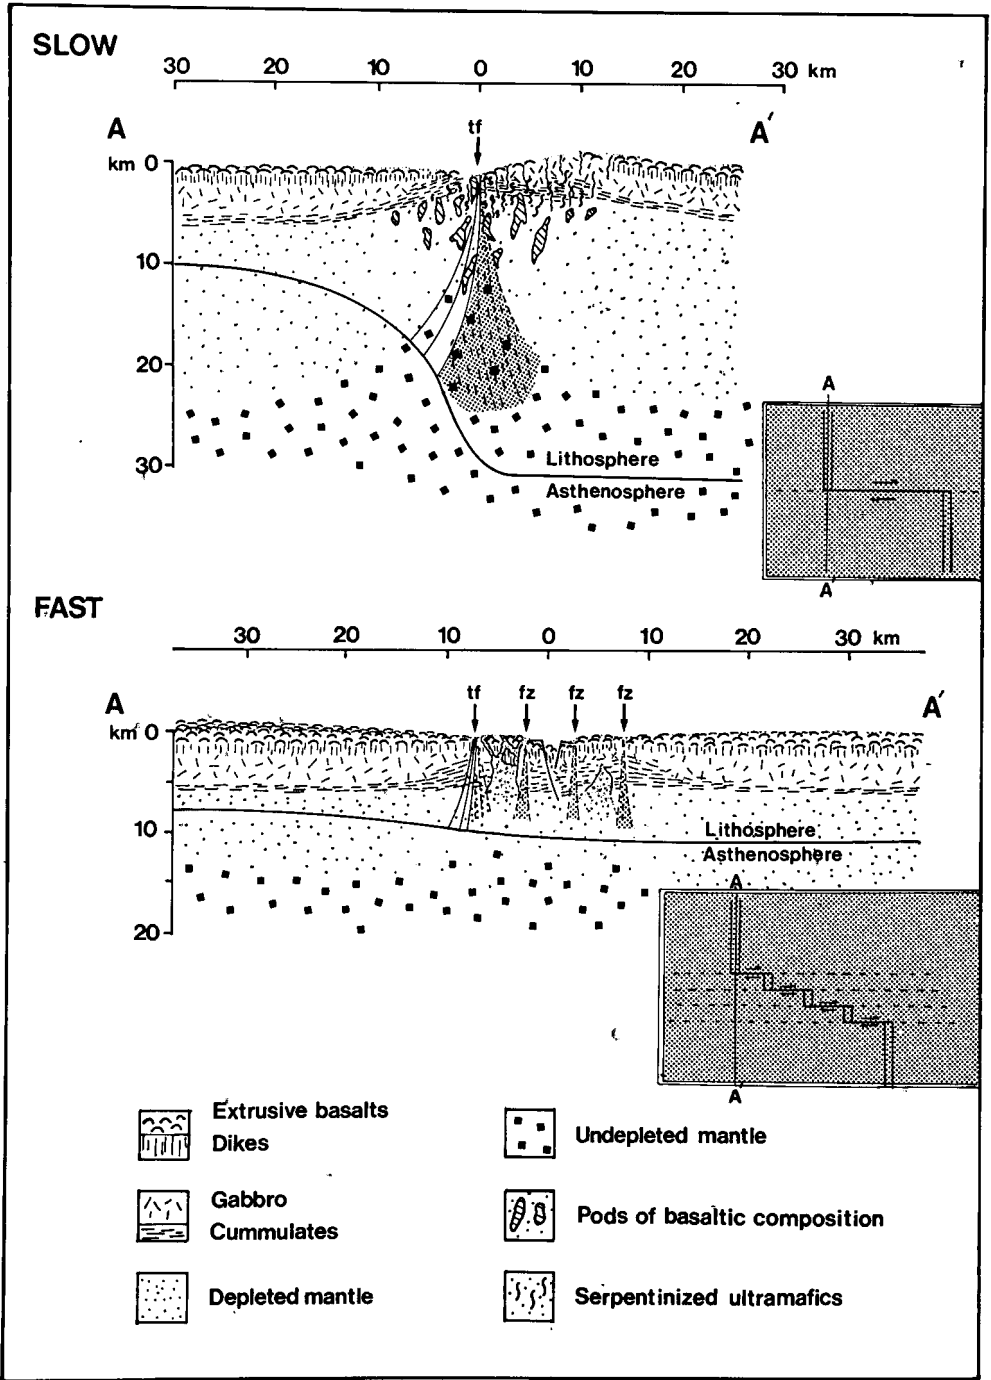 SLOW
30 20 10 0 10 20 30 km
tf
A A′
km 0
10
20
30
Lithosphere
Asthenosphere
A
A′
FAST
30 20 10 0 10 20 30 km
tf fz fz fz
A A′
km 0
10
20
Lithosphere
Asthenosphere
A
A
Extrusive basalts
Dikes
Undepleted mantle
Gabbro
Cummulates
Pods of basaltic composition
Depleted mantle
Serpentinized ultramafics